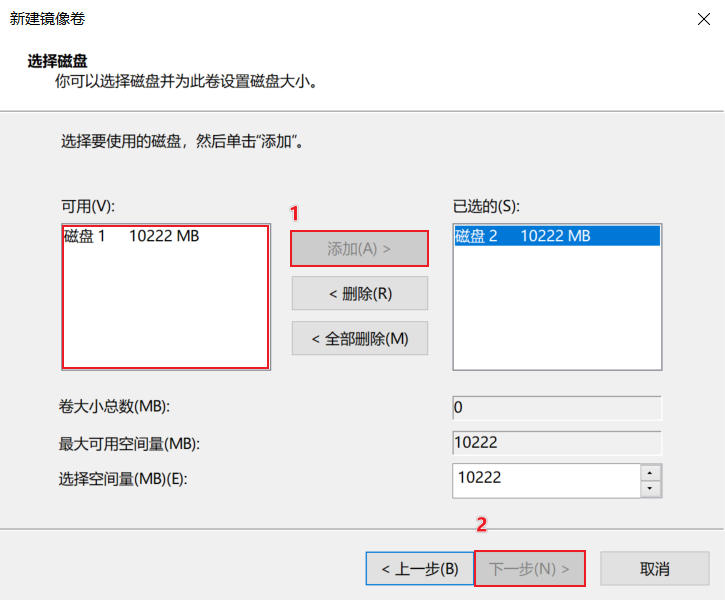 新建镜像卷
选择磁盘
你可以选择磁盘并为此卷设置磁盘大小。
选择要使用的磁盘，然后单击“添加”。
可用(V):
1
已选的(S):
磁盘 1 10222 MB
添加(A) >
磁盘 2 10222 MB
< 删除(R)
< 全部删除(M)
卷大小总数(MB):
0
最大可用空间量(MB):
10222
选择空间量(MB)(E):
10222
2
< 上一步(B)
下一步(N) >
取消